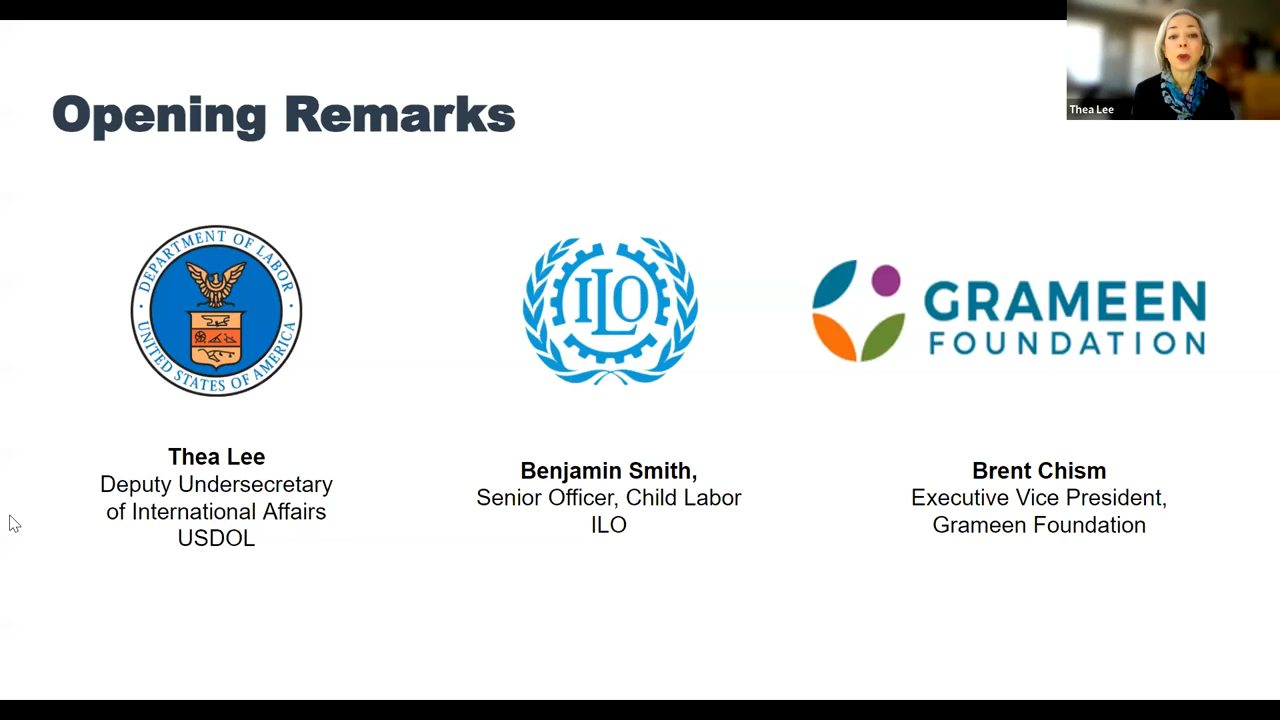 Opening Remarks
Thea Lee
DEPARTMENT OF LABOR
UNITED STATES OF AMERICA
ILO
GRAMEEN
FOUNDATION
Thea Lee
Deputy Undersecretary
of International Affairs
USDOL
Benjamin Smith,
Senior Officer, Child Labor
ILO
Brent Chism
Executive Vice President,
Grameen Foundation